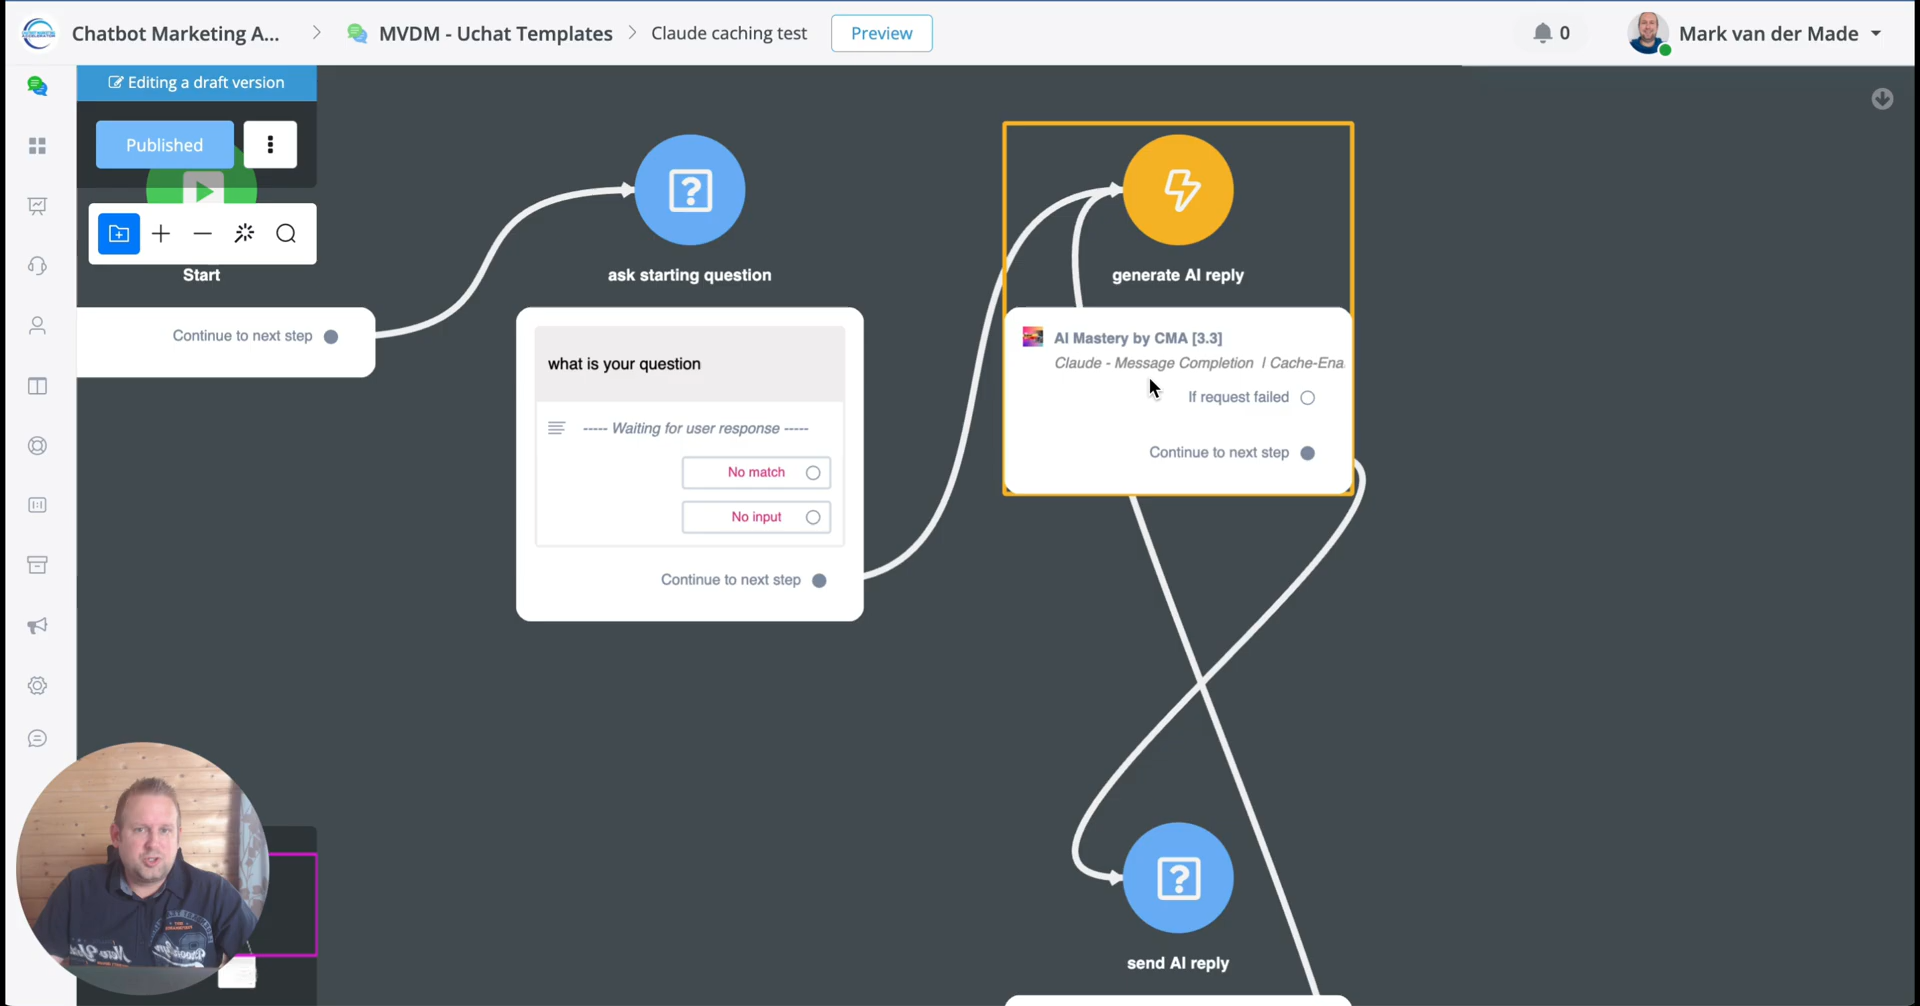 Chatbot Marketing A...
MVDM - Uchat Templates
Claude caching test
Preview
0
Mark van der Made
Editing a draft version
Published
Start
Continue to next step
ask starting question
what is your question
----- Waiting for user response -----
No match
No input
Continue to next step
generate AI reply
AI Mastery by CMA [3.3]
Claude - Message Completion | Cache-Ena
If request failed
Continue to next step
send AI reply